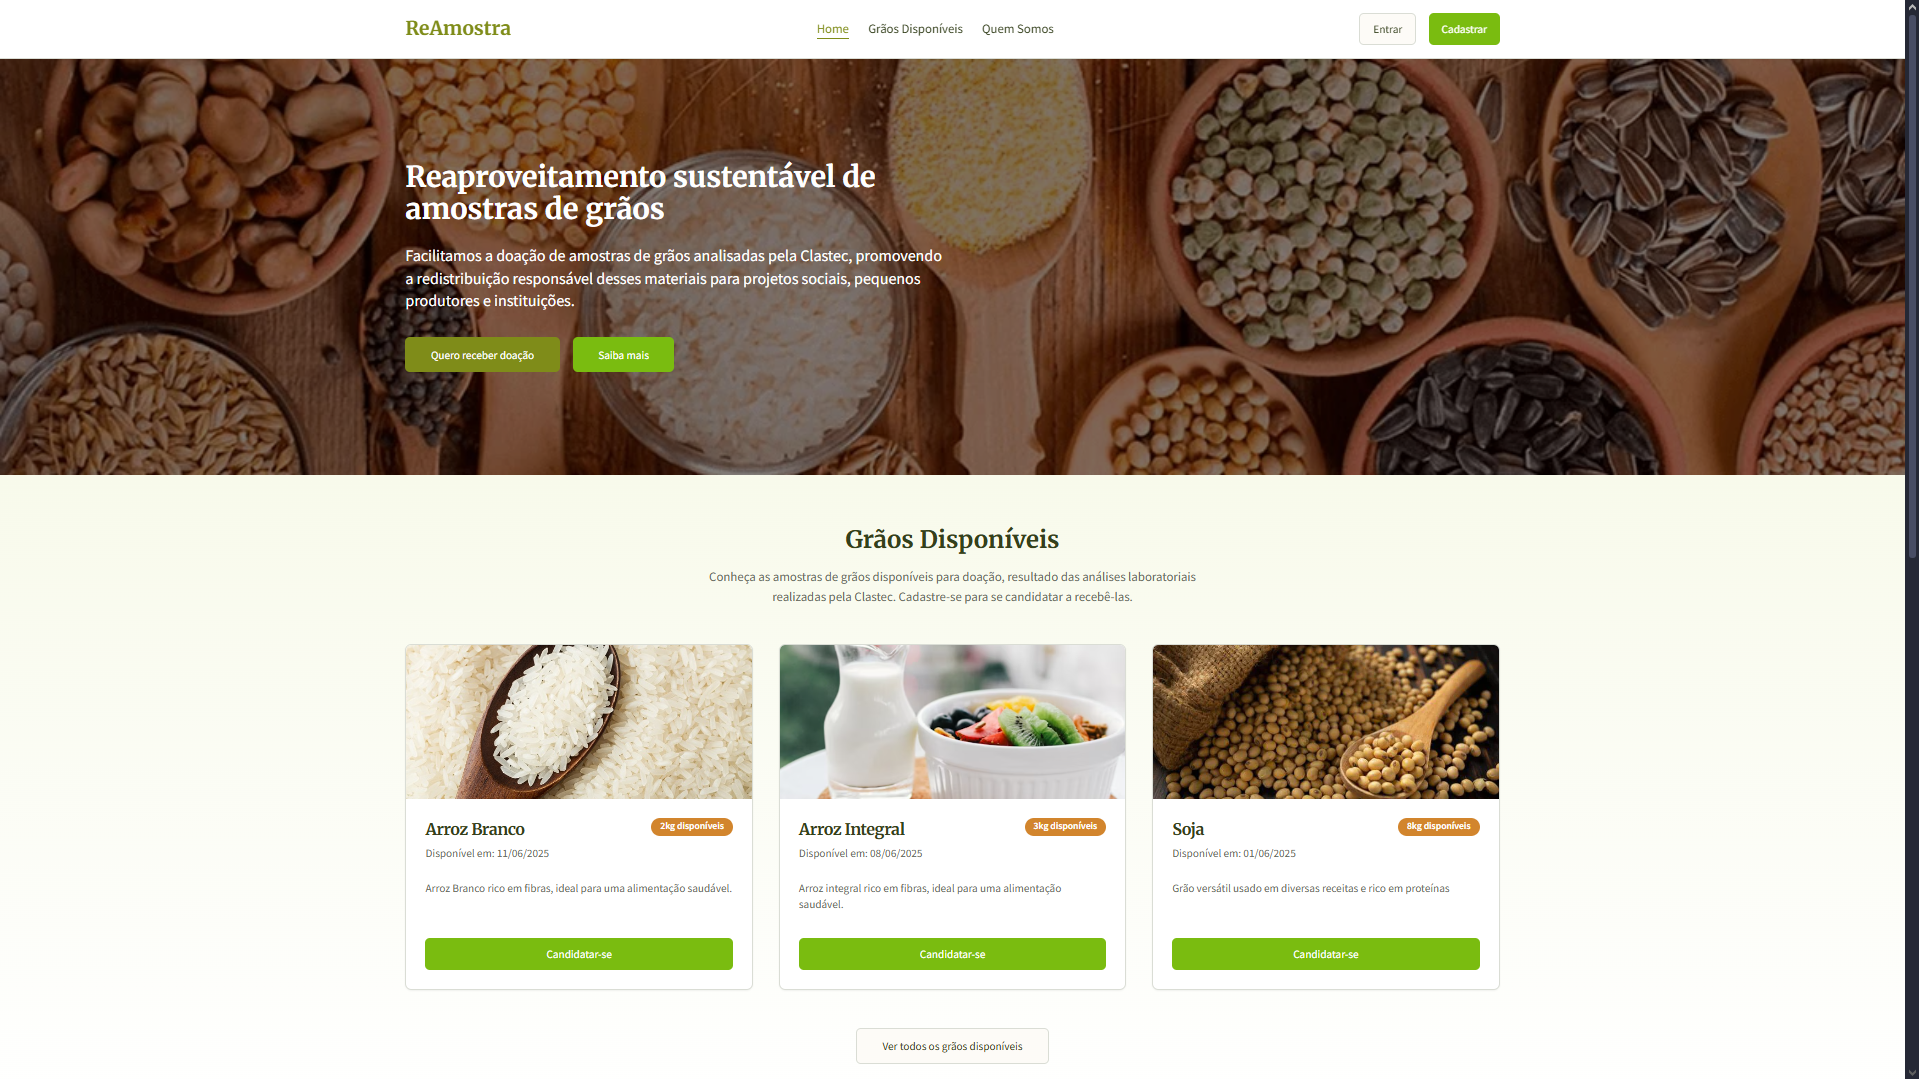 ReAmostra
Home
Grãos Disponíveis
Quem Somos
Entrar
Cadastrar
Reaproveitamento sustentável de
amostras de grãos
Facilitamos a doação de amostras de grãos analisadas pela Clastec, promovendo
a redistribuição responsável desses materiais para projetos sociais, pequenos
produtores e instituições.
Quero receber doação
Saiba mais
Grãos Disponíveis
Conheça as amostras de grãos disponíveis para doação, resultado das análises laboratoriais
realizadas pela Clastec. Cadastre-se para se candidatar a recebê-las.
Arroz Branco
2kg disponíveis
Disponível em: 11/06/2025
Arroz Branco rico em fibras, ideal para uma alimentação saudável.
Candidatar-se
Arroz Integral
3kg disponíveis
Disponível em: 08/06/2025
Arroz integral rico em fibras, ideal para uma alimentação
saudável.
Candidatar-se
Soja
8kg disponíveis
Disponível em: 01/06/2025
Grão versátil usado em diversas receitas e rico em proteínas
Candidatar-se
Ver todos os grãos disponíveis